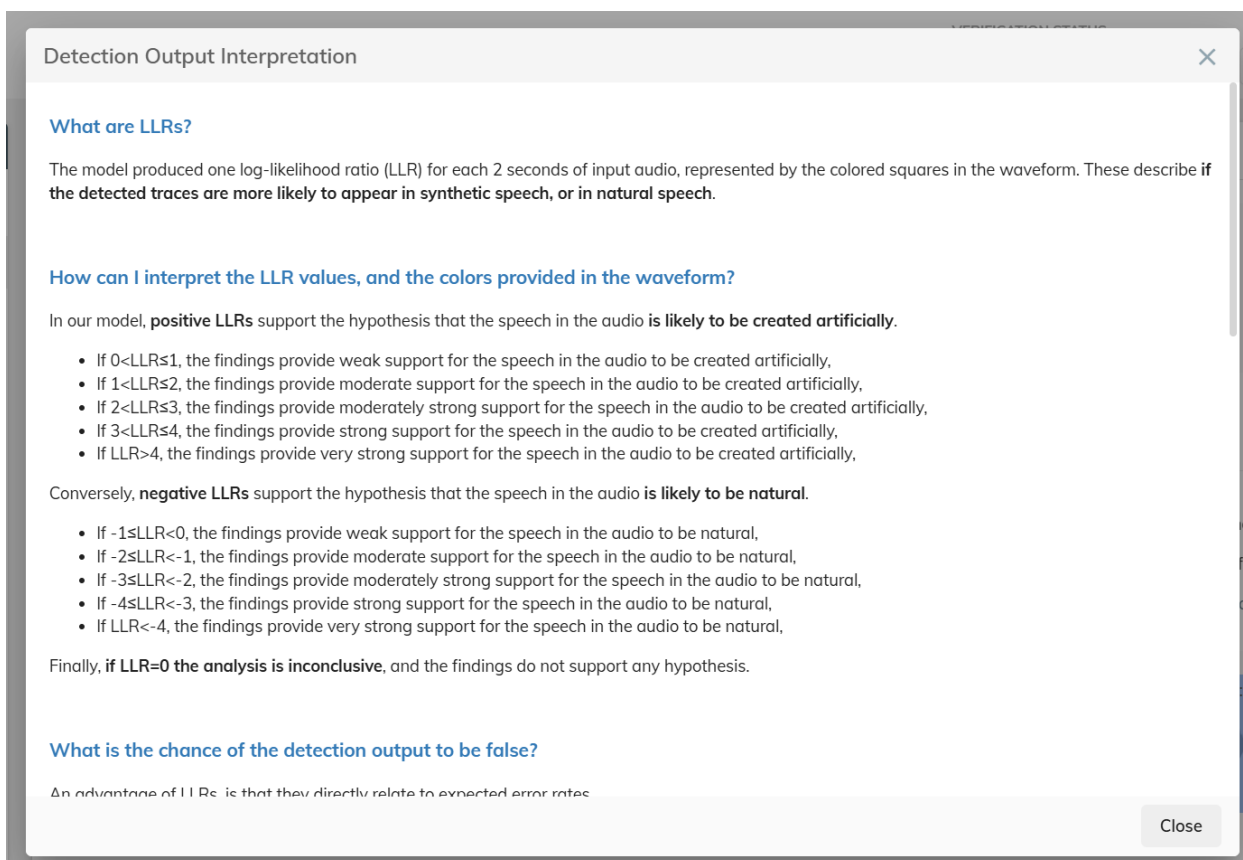 Detection Output Interpretation
What are LLRs?
The model produced one log-likelihood ratio (LLR) for each 2 seconds of input audio, represented by the colored squares in the waveform. These describe if
the detected traces are more likely to appear in synthetic speech, or in natural speech.
How can I interpret the LLR values, and the colors provided in the waveform?
In our model, positive LLRs support the hypothesis that the speech in the audio is likely to be created artificially.
• If 0<LLR≤1, the findings provide weak support for the speech in the audio to be created artificially,
• If 1<LLR≤2, the findings provide moderate support for the speech in the audio to be created artificially,
• If 2<LLR≤3, the findings provide moderately strong support for the speech in the audio to be created artificially,
• If 3<LLR≤4, the findings provide strong support for the speech in the audio to be created artificially,
• If LLR>4, the findings provide very strong support for the speech in the audio to be created artificially,
Conversely, negative LLRs support the hypothesis that the speech in the audio is likely to be natural.
• If -1≤LLR<0, the findings provide weak support for the speech in the audio to be natural,
• If -2≤LLR<-1, the findings provide moderate support for the speech in the audio to be natural,
• If -3≤LLR<-2, the findings provide moderately strong support for the speech in the audio to be natural,
• If -4≤LLR<-3, the findings provide strong support for the speech in the audio to be natural,
• If LLR<-4, the findings provide very strong support for the speech in the audio to be natural,
Finally, if LLR=0 the analysis is inconclusive, and the findings do not support any hypothesis.
What is the chance of the detection output to be false?
An advantage of LLRs, is that they directly relate to expected error rates
Close